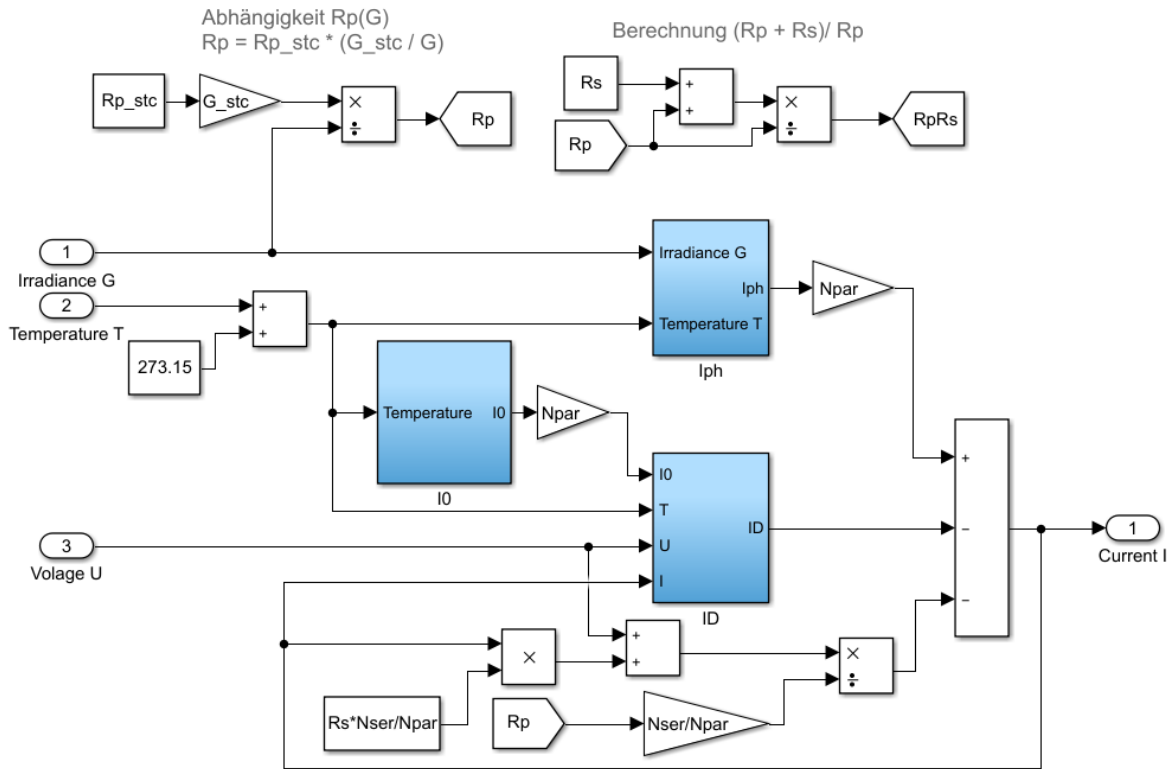 Abhängigkeit Rp(G)
Rp = Rp_stc * (G_stc / G)
Berechnung (Rp + Rs)/ Rp
Rp_stc
G_stc
×
÷
Rp
Rs
+
+
Rp
×
÷
RpRs
1
Irradiance G
2
Temperature T
273.15
+
+
Irradiance G
Iph
Temperature T
Iph
Npar
Temperature
I0
I0
Npar
I0
T
U
I
ID
ID
+
−
−
1
Current I
3
Volage U
×
Rs*Nser/Npar
+
+
Rp
Nser/Npar
×
÷